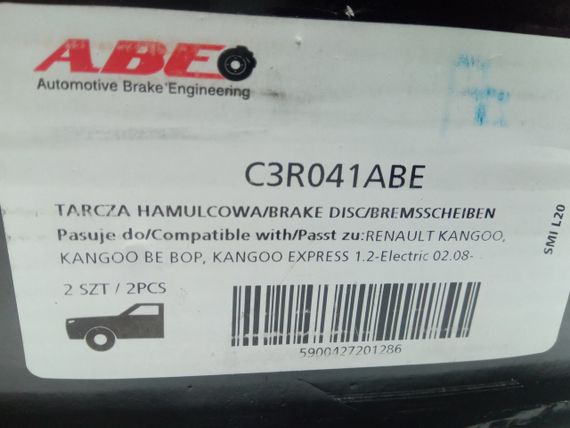 ABE
Automotive Brake Engineering
C3R041ABE
TARCZA HAMULCOWA/BRAKE DISC/BREMSSCHEIBEN
Pasuje do/Compatible with/Passt zu:RENAULT KANGOO,
KANGOO BE BOP, KANGOO EXPRESS 1.2-Electric 02.08-
2 SZT / 2PCS
5900427201286
SMI L20